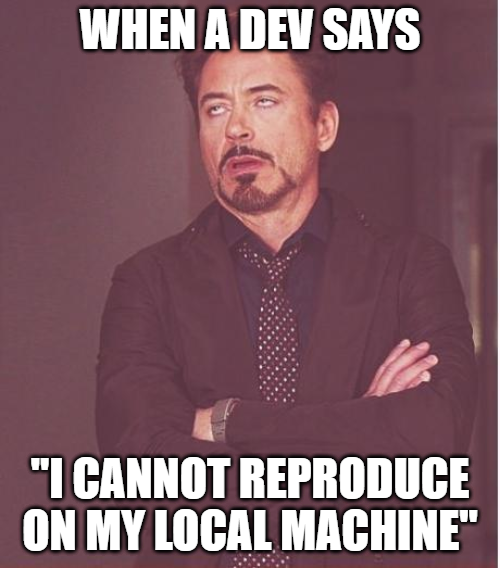 WHEN A DEV SAYS
"I CANNOT REPRODUCE
ON MY LOCAL MACHINE"